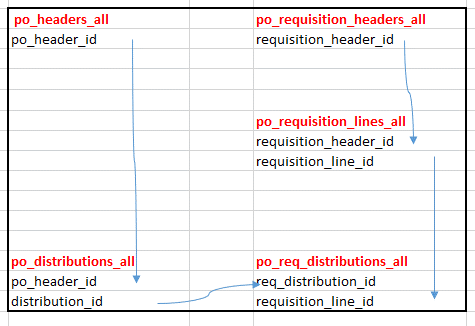 po_headers_all
po_header_id
po_requisition_headers_all
requisition_header_id
po_requisition_lines_all
requisition_header_id
requisition_line_id
po_distributions_all
po_header_id
distribution_id
po_req_distributions_all
req_distribution_id
requisition_line_id